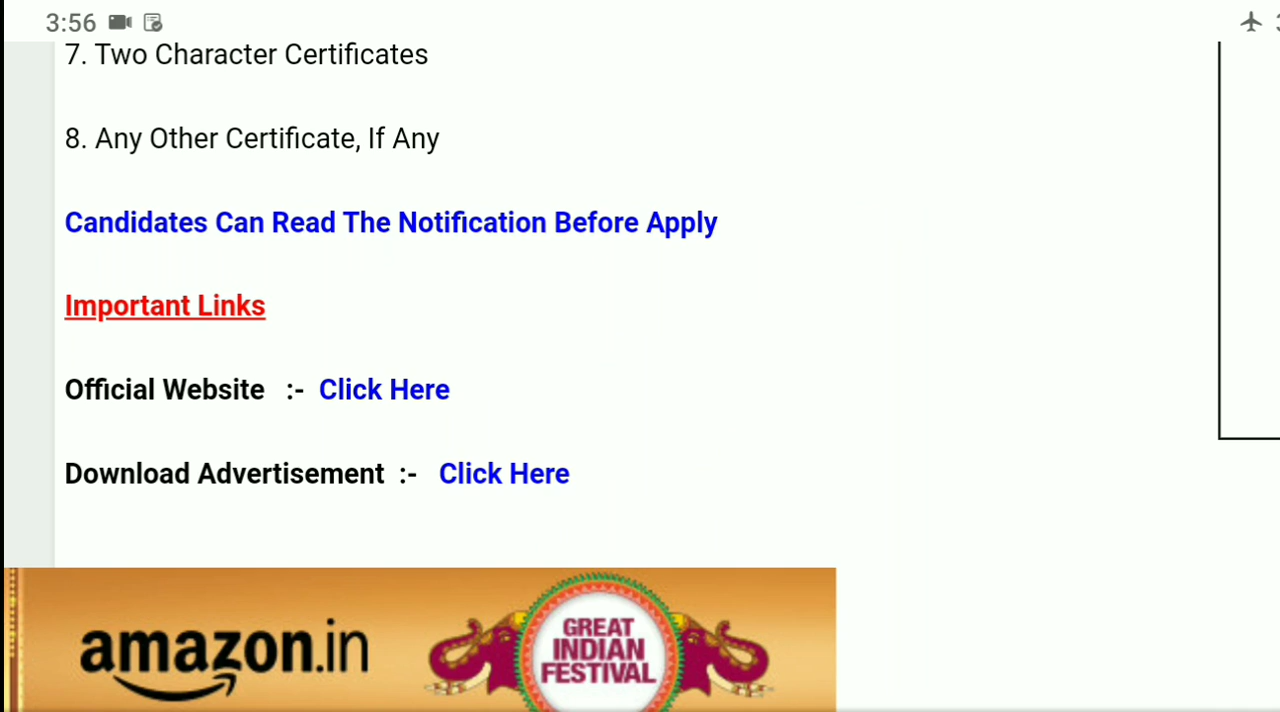 3:56
7. Two Character Certificates
8. Any Other Certificate, If Any
Candidates Can Read The Notification Before Apply
Important Links
Official Website :- Click Here
Download Advertisement :- Click Here
amazon.in
GREAT
INDIAN
FESTIVAL